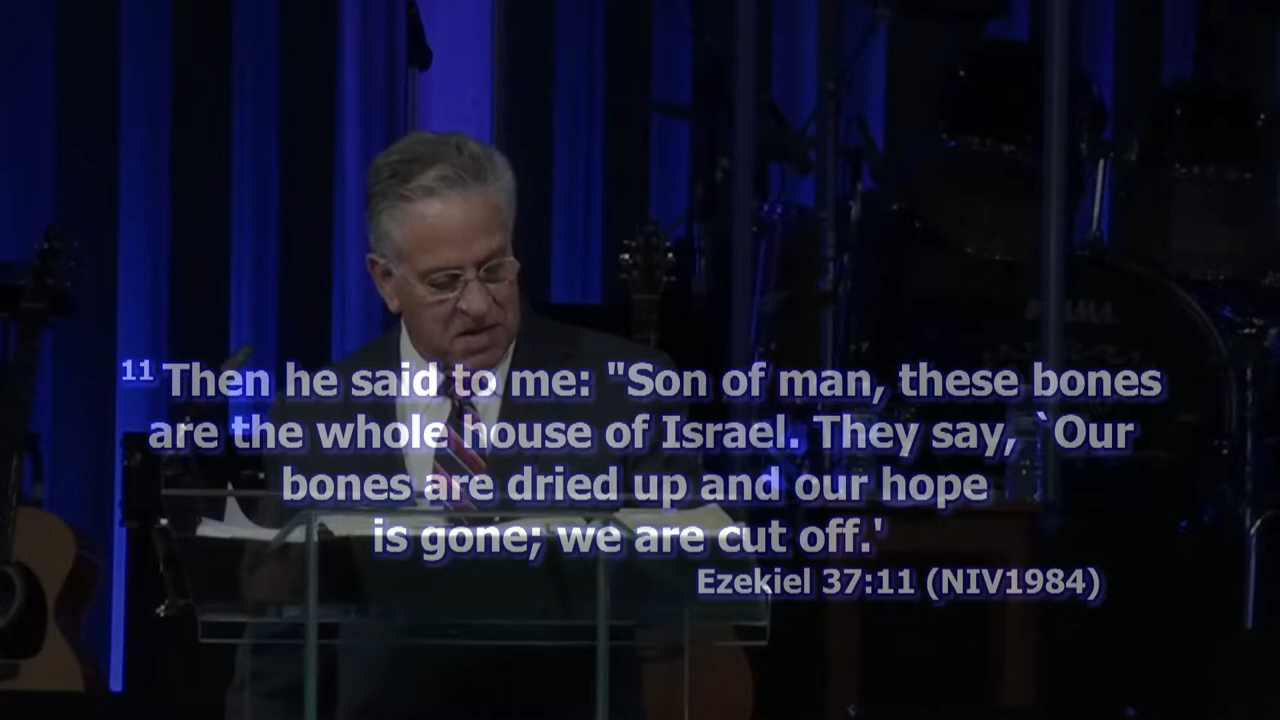 11 Then he said to me: "Son of man, these bones
are the whole house of Israel. They say, `Our
bones are dried up and our hope
is gone; we are cut off.'
Ezekiel 37:11 (NIV1984)
TAMA